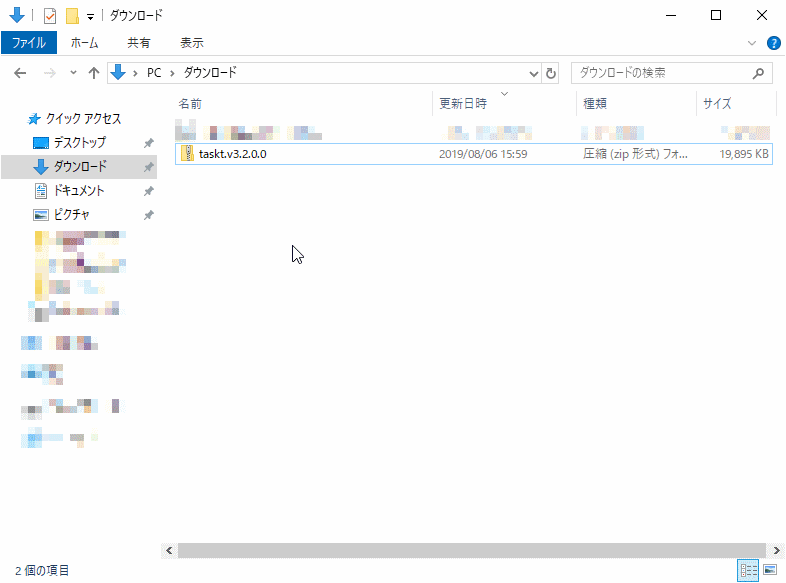 ダウンロード
ファイル ホーム 共有 表示
PC ダウンロード ダウンロードの検索
名前 更新日時 種類 サイズ
クイック アクセス
デスクトップ
taskt.v3.2.0.0 2019/08/06 15:59 圧縮 (zip 形式) フォ... 19,895 KB
ダウンロード
ドキュメント
ピクチャ
2 個の項目